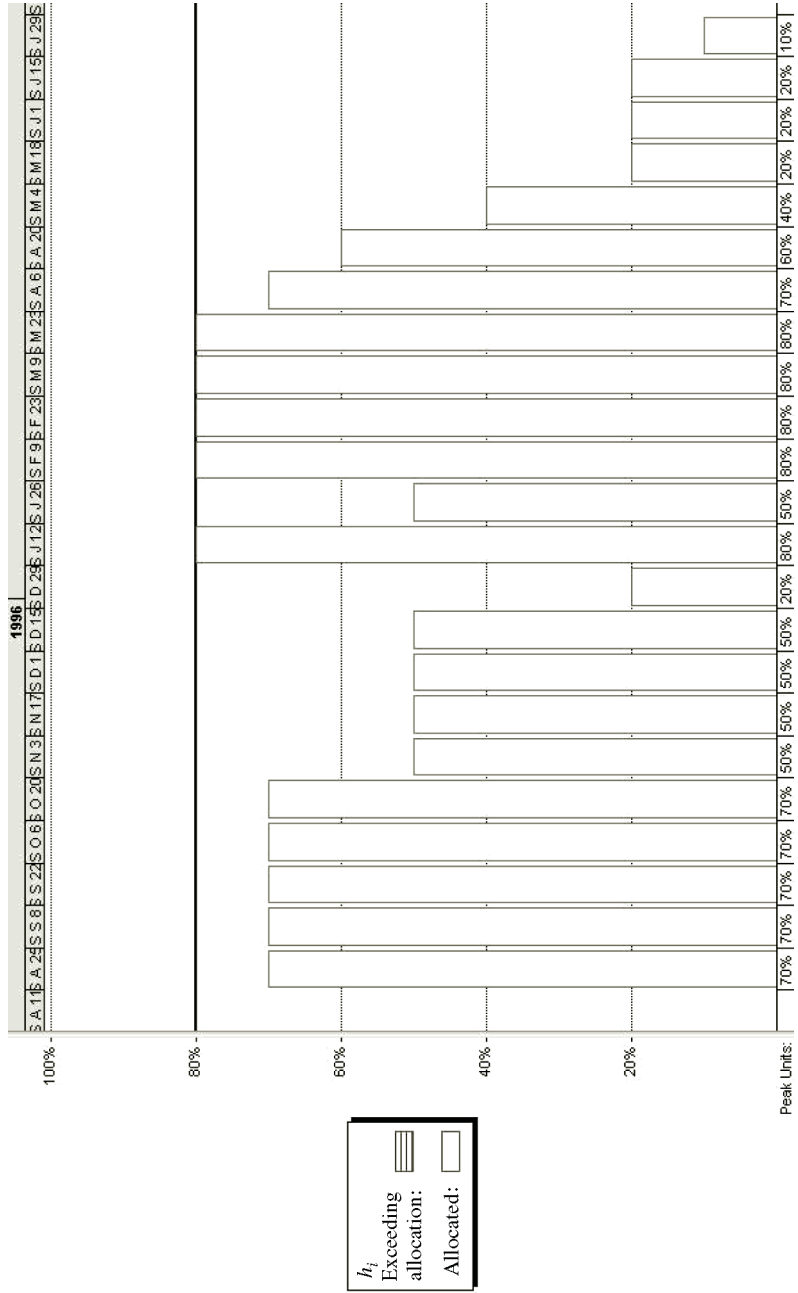 1996
S A 11 S A 25 S S 8 S S 22 S O 6 S O 20 S N 3 S N 17 S D 1 S D 15 S D 29 S J 12 S J 26 S F 9 S F 23 S M 9 S M 23 S A 6 S A 20 S M 4 S M 18 S J 1 S J 15 S J 29 S
100%
80%
60%
40%
20%
Peak Units: 70% 70% 70% 70% 70% 50% 50% 50% 50% 20% 80% 50% 80% 80% 80% 80% 70% 60% 40% 20% 20% 20% 10%
hᵢ
Exceeding
allocation:
Allocated: